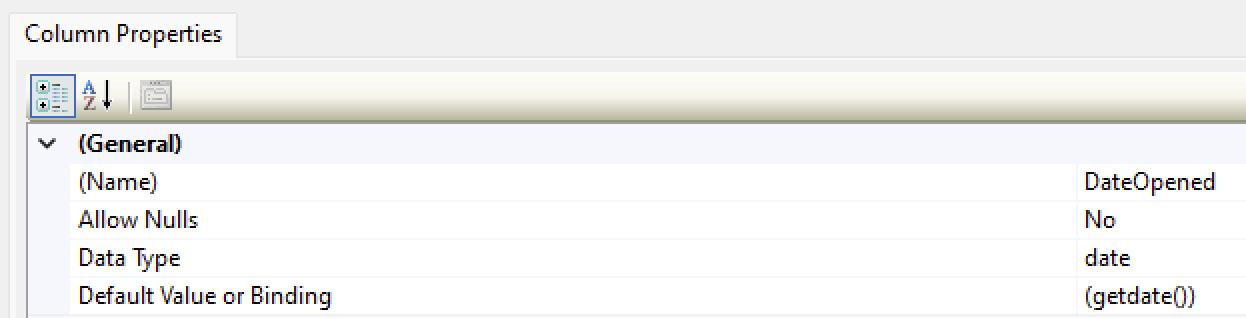 Column Properties
A
Z
(General)
(Name) DateOpened
Allow Nulls No
Data Type date
Default Value or Binding (getdate())